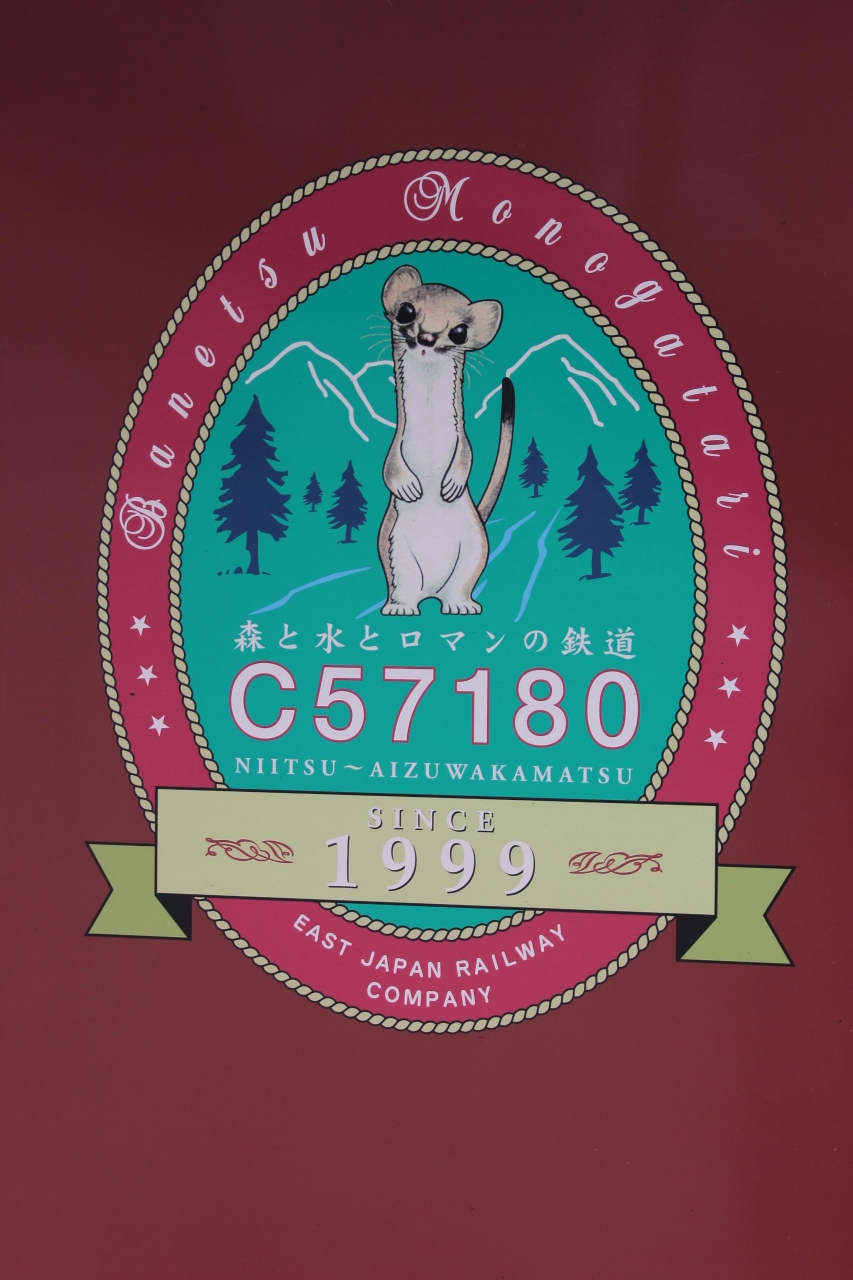 Banetsu Monogatari
森と水とロマンの鉄道
C57180
NIITSU～AIZUWAKAMATSU
SINCE
1999
EAST JAPAN RAILWAY
COMPANY